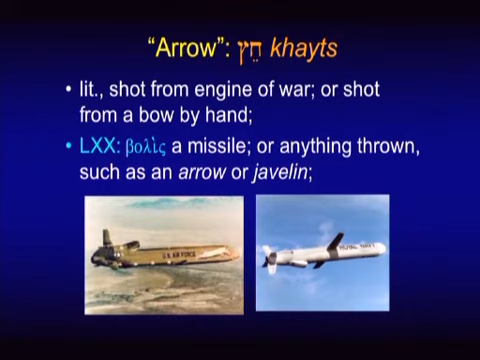 “Arrow”: חֵץ khayts
• lit., shot from engine of war; or shot
from a bow by hand;
• LXX: βολὶς a missile; or anything thrown,
such as an arrow or javelin;
U.S. AIR FORCE
ROYAL NAVY